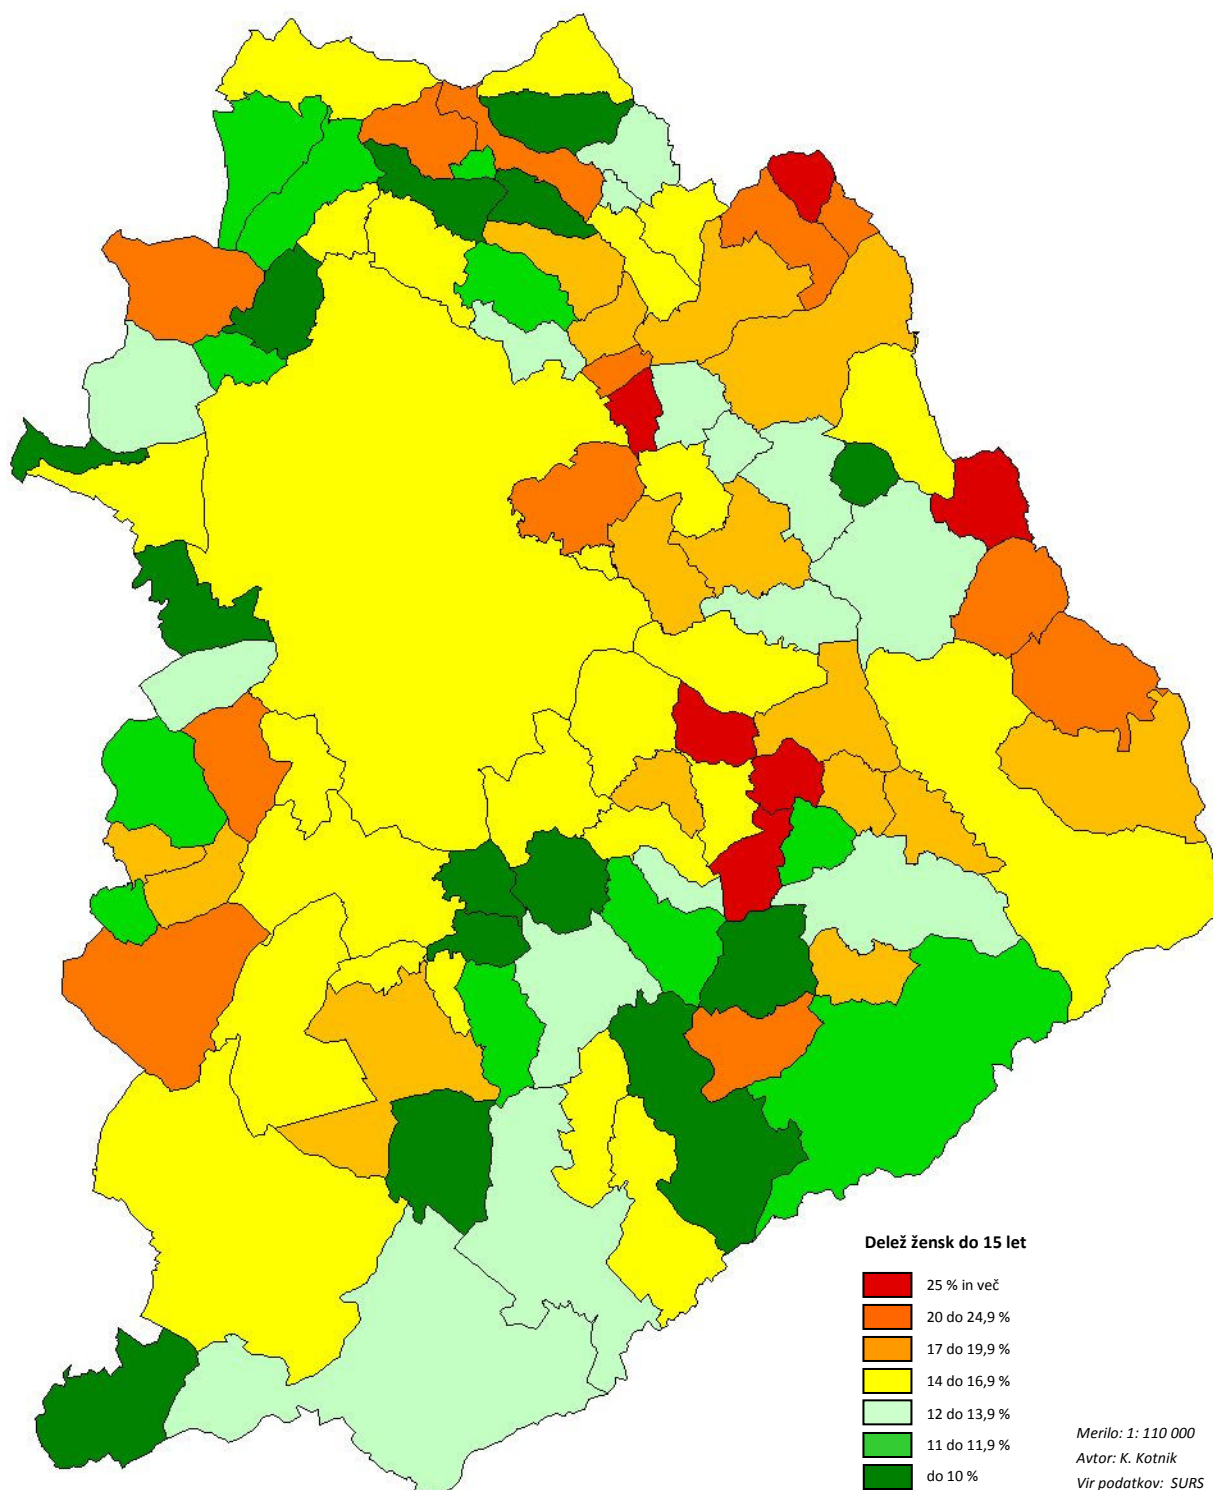 Delež žensk do 15 let
25 % in več
20 do 24,9 %
17 do 19,9 %
14 do 16,9 %
12 do 13,9 %
11 do 11,9 %
do 10 %
Merilo: 1: 110 000
Avtor: K. Kotnik
Vir podatkov: SURS